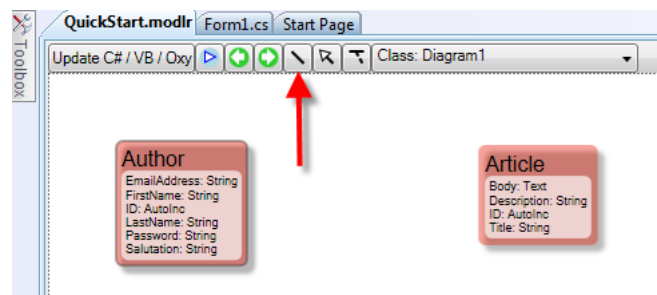 QuickStart.modlr Form1.cs Start Page
Toolbox
Update C# / VB / Oxy Class: Diagram1
Author
EmailAddress: String
FirstName: String
ID: AutoInc
LastName: String
Password: String
Salutation: String
Article
Body: Text
Description: String
ID: AutoInc
Title: String